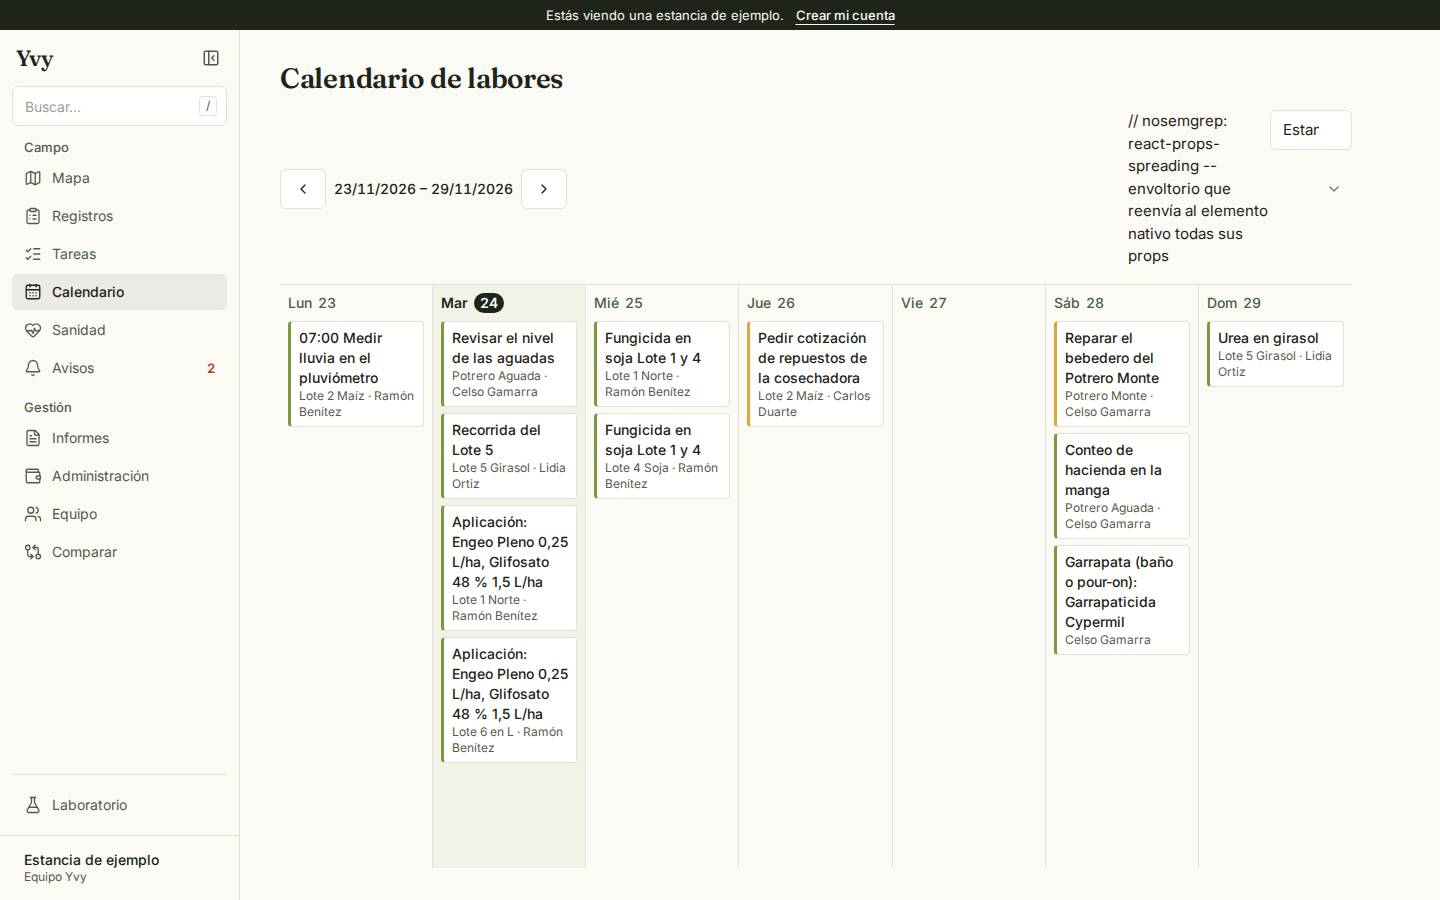 Estás viendo una estancia de ejemplo. Crear mi cuenta
Yvy
Buscar...
/
Campo
Mapa
Registros
Tareas
Calendario
Sanidad
Avisos 2
Gestión
Informes
Administración
Equipo
Comparar
Laboratorio
Estancia de ejemplo
Equipo Yvy
Calendario de labores
23/11/2026 – 29/11/2026
// nosemgrep:
react-props-
spreading --
envoltorio que
reenvía al elemento
nativo todas sus
props
Estar
Lun 23
07:00 Medir
lluvia en el
pluviómetro
Lote 2 Maíz · Ramón
Benítez
Mar 24
Revisar el nivel
de las aguadas
Potrero Aguada ·
Celso Gamarra
Recorrida del
Lote 5
Lote 5 Girasol · Lidia
Ortiz
Aplicación:
Engeo Pleno 0,25
L/ha, Glifosato
48 % 1,5 L/ha
Lote 1 Norte ·
Ramón Benítez
Aplicación:
Engeo Pleno 0,25
L/ha, Glifosato
48 % 1,5 L/ha
Lote 6 en L · Ramón
Benítez
Mié 25
Fungicida en
soja Lote 1 y 4
Lote 1 Norte ·
Ramón Benítez
Fungicida en
soja Lote 1 y 4
Lote 4 Soja · Ramón
Benítez
Jue 26
Pedir cotización
de repuestos de
la cosechadora
Lote 2 Maíz · Carlos
Duarte
Vie 27
Sáb 28
Reparar el
bebedero del
Potrero Monte
Potrero Monte ·
Celso Gamarra
Conteo de
hacienda en la
manga
Potrero Aguada ·
Celso Gamarra
Garrapata (baño
o pour-on):
Garrapaticida
Cypermil
Celso Gamarra
Dom 29
Urea en girasol
Lote 5 Girasol · Lidia
Ortiz